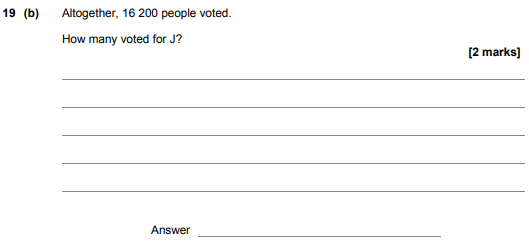 19 (b) Altogether, 16 200 people voted.
How many voted for J?
[2 marks]
Answer